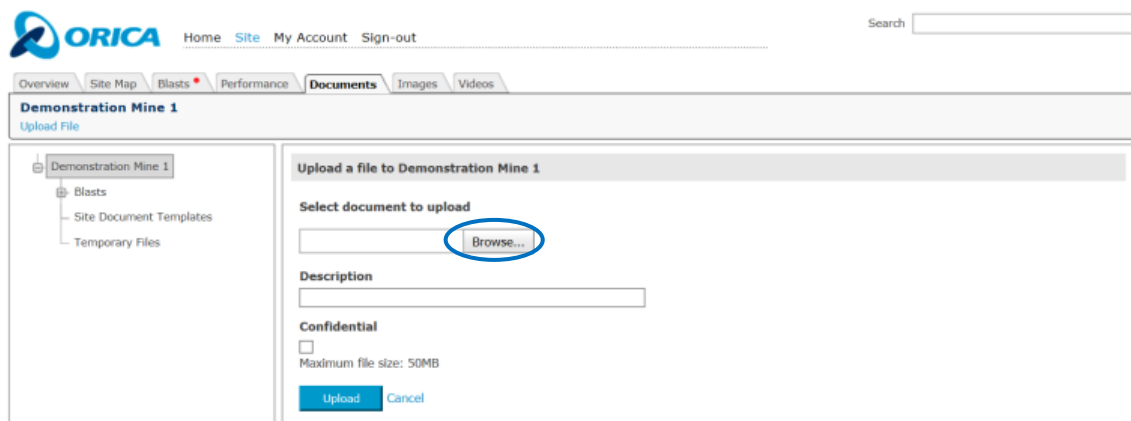 ORICA Home Site My Account Sign-out Search
Overview Site Map Blasts Performance Documents Images Videos
Demonstration Mine 1
Upload File
Demonstration Mine 1
Blasts
Site Document Templates
Temporary Files
Upload a file to Demonstration Mine 1
Select document to upload
Browse...
Description
Confidential
Maximum file size: 50MB
Upload Cancel